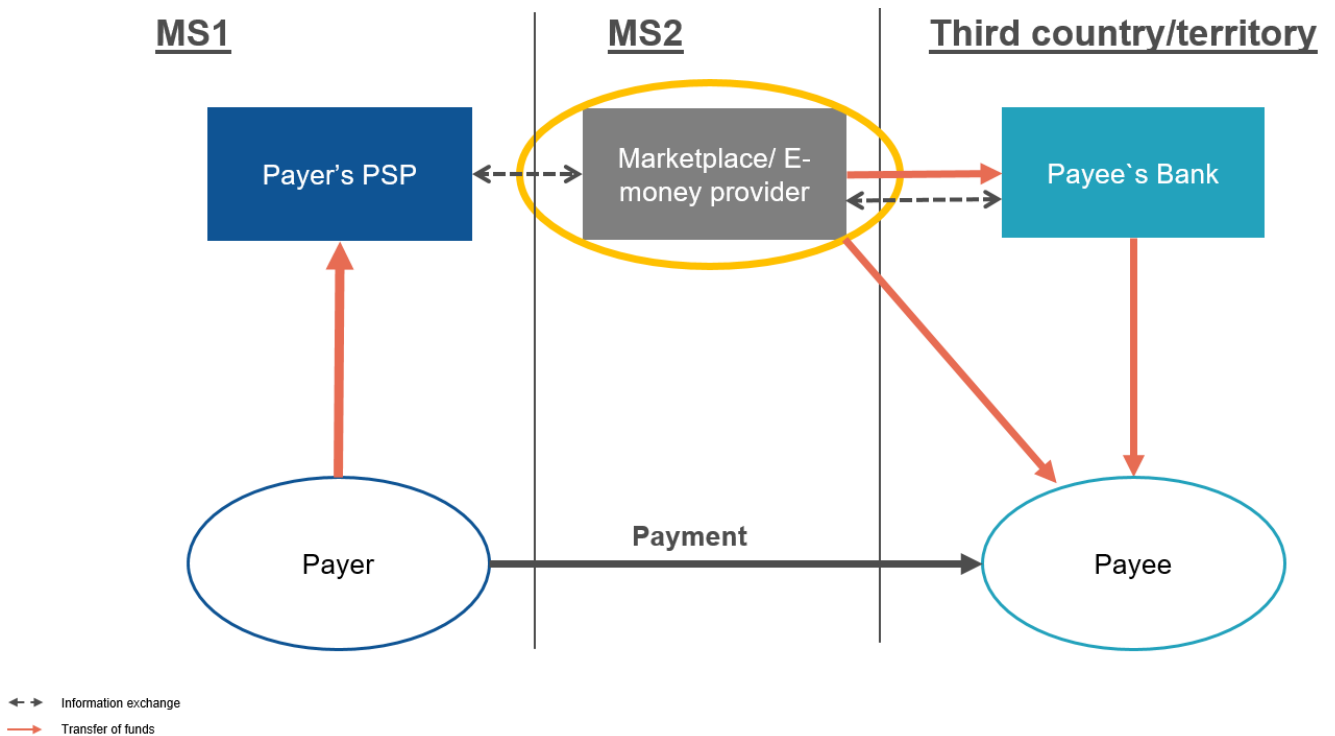 MS1
MS2
Third country/territory
Payer's PSP
Marketplace/ E-
money provider
Payee`s Bank
Payment
Payer
Payee
Information exchange
Transfer of funds